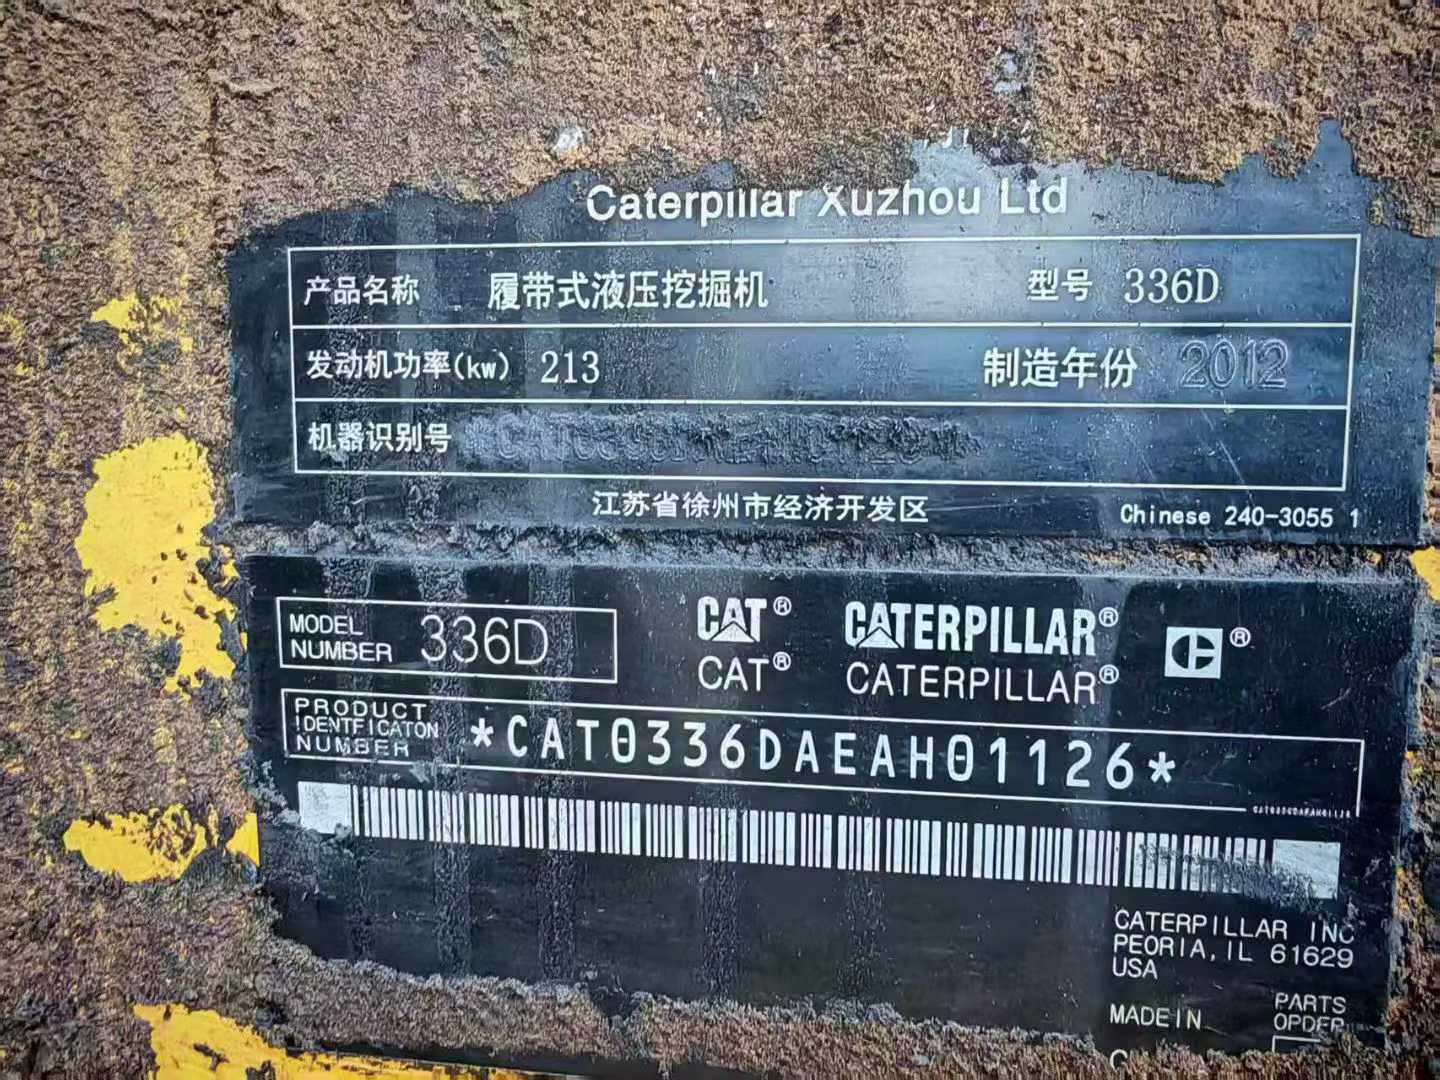 Caterpillar Xuzhou Ltd
产品名称 履带式液压挖掘机 型号 336D
发动机功率(kw) 213 制造年份 2012
机器识别号
江苏省徐州市经济开发区
Chinese 240-3055 1
MODEL NUMBER 336D
CAT® CATERPILLAR® ®
CAT® CATERPILLAR®
PRODUCT
IDENTFICATON
NUMBER
*CAT0336DAEAH01126*
CATERPILLAR INC
PEORIA, IL 61629
USA
MADE IN
PARTS